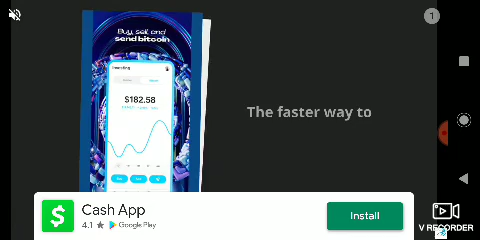 1
Buy, sell, and
send bitcoin
Investing
$182.58
The faster way to
Cash App
4.1 ★ Google Play
Install
V RECORDER